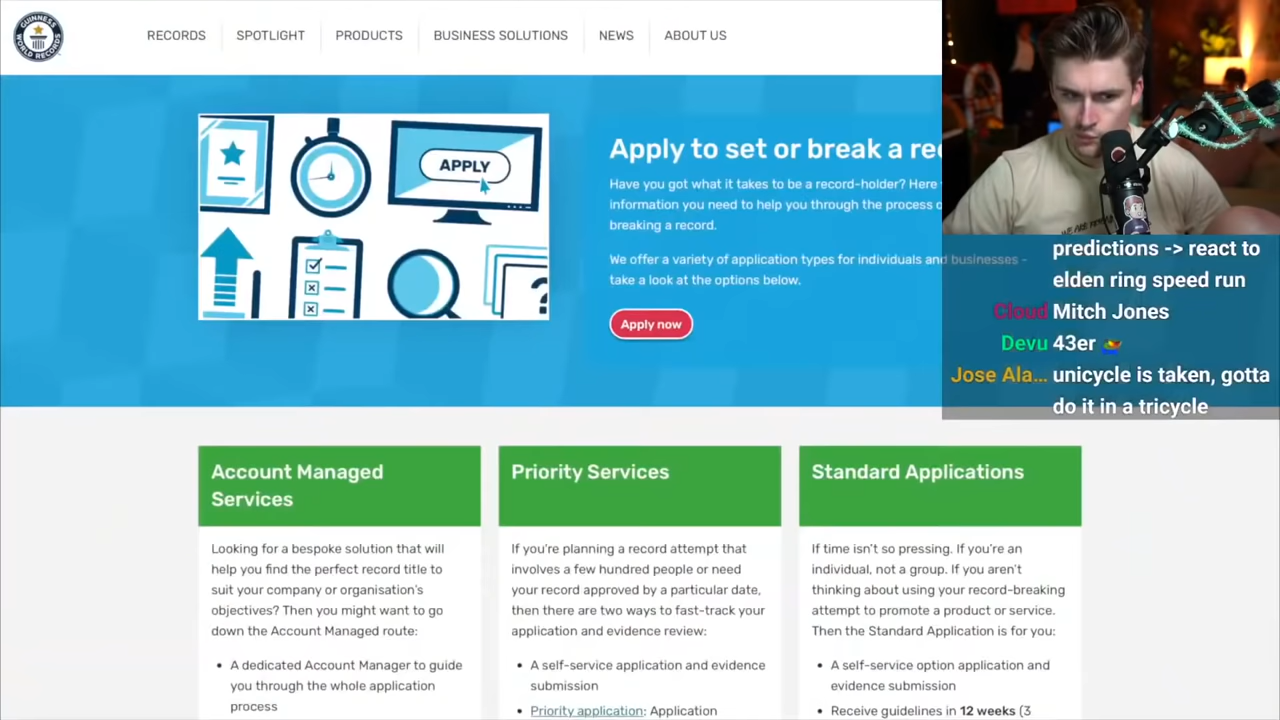 GUINNESS
WORLD RECORDS
RECORDS
SPOTLIGHT
PRODUCTS
BUSINESS SOLUTIONS
NEWS
ABOUT US
APPLY
?
Apply to set or break a rec
Have you got what it takes to be a record-holder? Here
information you need to help you through the process o
breaking a record.
We offer a variety of application types for individuals and businesses -
take a look at the options below.
Apply now
predictions -> react to
elden ring speed run
Cloud Mitch Jones
Devu 43er
Jose Ala... unicycle is taken, gotta
do it in a tricycle
Account Managed
Services
Looking for a bespoke solution that will
help you find the perfect record title to
suit your company or organisation's
objectives? Then you might want to go
down the Account Managed route:
• A dedicated Account Manager to guide
you through the whole application
process
Priority Services
If you're planning a record attempt that
involves a few hundred people or need
your record approved by a particular date,
then there are two ways to fast-track your
application and evidence review:
• A self-service application and evidence
submission
• Priority application: Application
Standard Applications
If time isn't so pressing. If you're an
individual, not a group. If you aren't
thinking about using your record-breaking
attempt to promote a product or service.
Then the Standard Application is for you:
• A self-service option application and
evidence submission
• Receive guidelines in 12 weeks (3